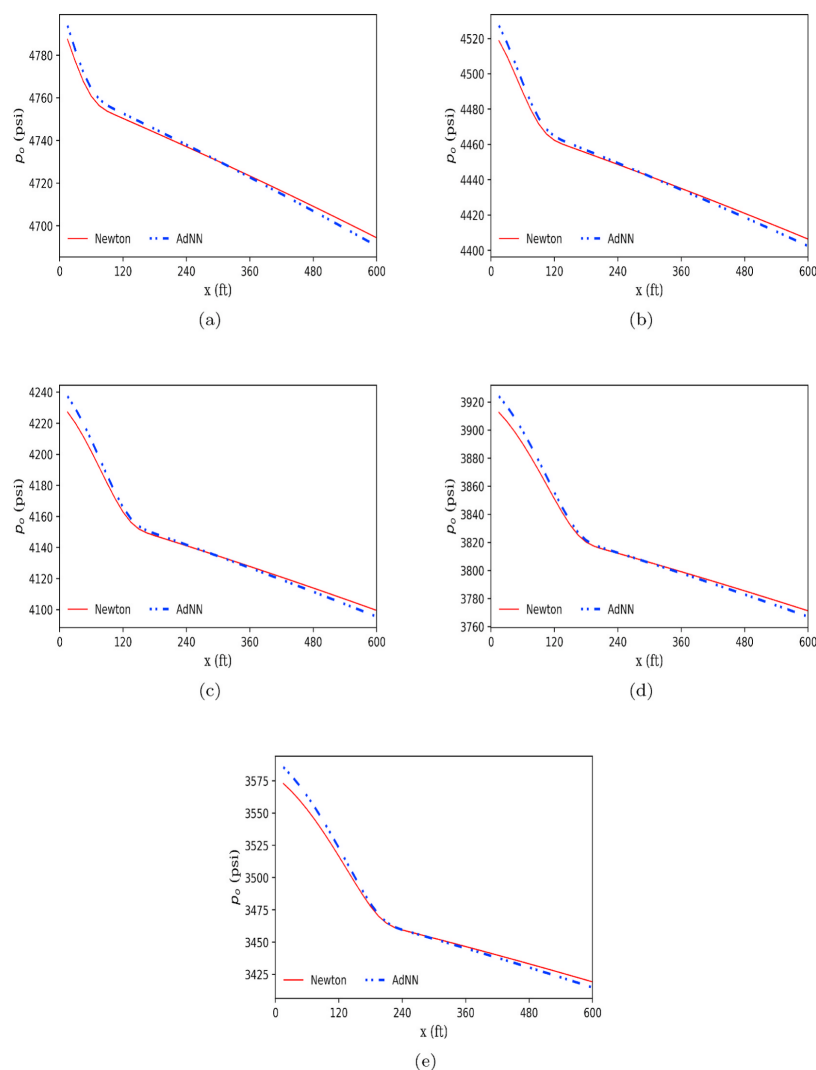 4780
4760
4740
4720
4700
p_o (psi)
Newton AdNN
0 120 240 360 480 600
x (ft)
(a)
4520
4500
4480
4460
4440
4420
4400
p_o (psi)
Newton AdNN
0 120 240 360 480 600
x (ft)
(b)
4240
4220
4200
4180
4160
4140
4120
4100
p_o (psi)
Newton AdNN
0 120 240 360 480 600
x (ft)
(c)
3920
3900
3880
3860
3840
3820
3800
3780
3760
p_o (psi)
Newton AdNN
0 120 240 360 480 600
x (ft)
(d)
3575
3550
3525
3500
3475
3450
3425
p_o (psi)
Newton AdNN
0 120 240 360 480 600
x (ft)
(e)